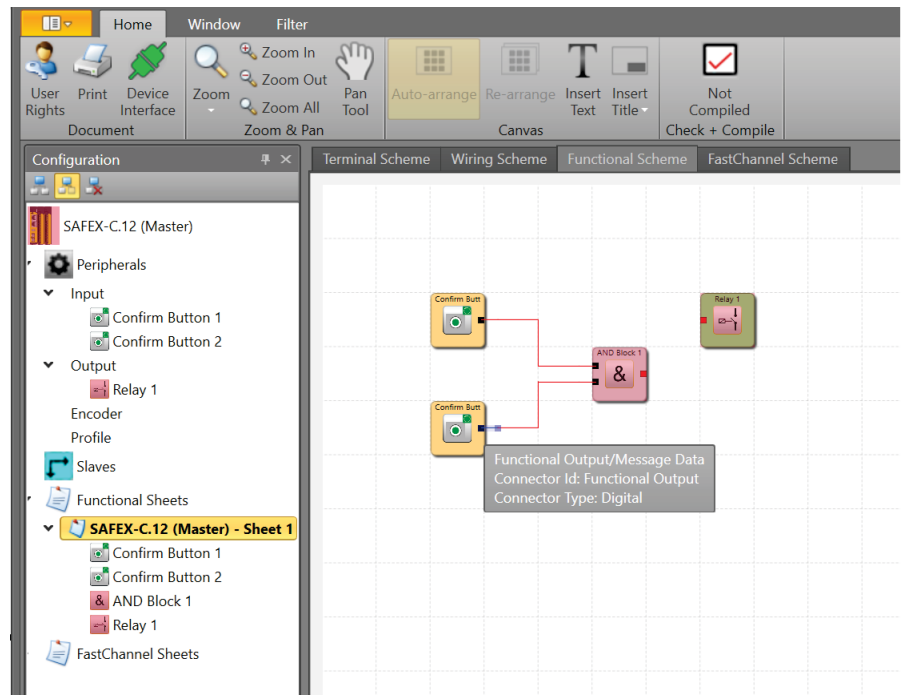 Home Window Filter
Zoom In
Zoom Out
Zoom All
User Rights
Print
Device Interface
Zoom
Pan Tool
Auto-arrange
Re-arrange
Insert Text
Insert Title
Not Compiled
Document
Zoom & Pan
Canvas
Check + Compile
Configuration
Terminal Scheme Wiring Scheme Functional Scheme FastChannel Scheme
SAFEX-C.12 (Master)
Peripherals
Input
Confirm Button 1
Confirm Button 2
Output
Relay 1
Encoder
Profile
Slaves
Functional Sheets
SAFEX-C.12 (Master) - Sheet 1
Confirm Button 1
Confirm Button 2
AND Block 1
Relay 1
FastChannel Sheets
Confirm Butt
Relay 1
AND Block 1
&
Confirm Butt
Functional Output/Message Data
Connector Id: Functional Output
Connector Type: Digital